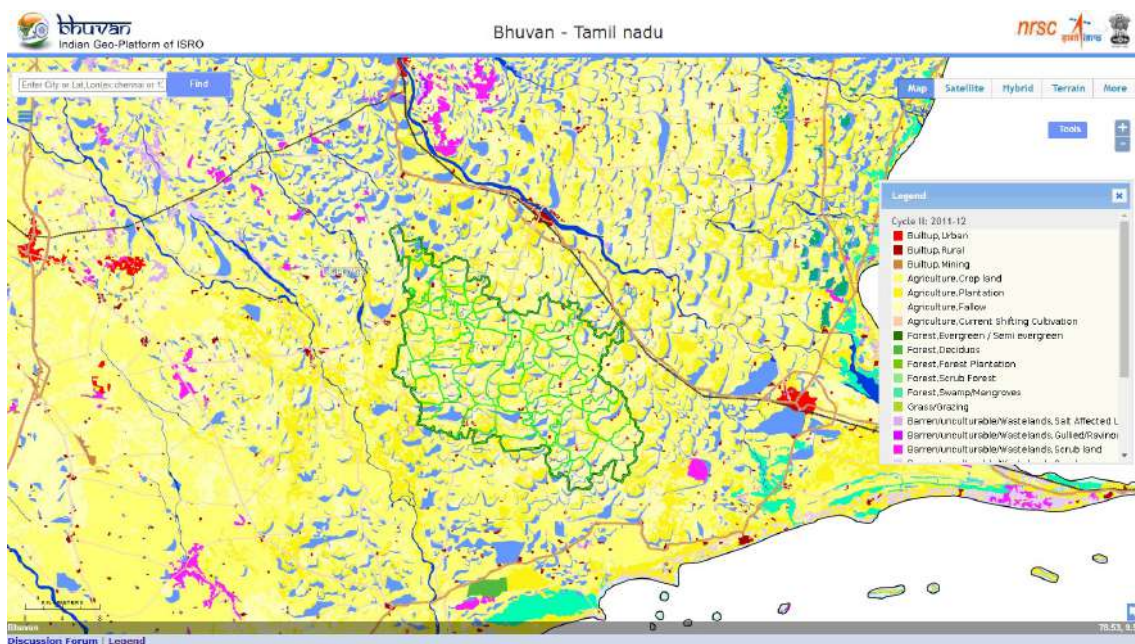 bhuvan
Indian Geo-Platform of ISRO
Bhuvan - Tamil nadu
nrsc
Find
Map Satellite Hybrid Terrain More
Tools
+
-
Legend
Cycle II: 2011-12
Builtup,Urban
Builtup,Rural
Builtup,Mining
Agriculture,Crop land
Agriculture,Plantation
Agriculture,Fallow
Agriculture,Current Shifting Cultivation
Forest,Evergreen / Semi evergreen
Forest,Deciduos
Forest,Forest Plantation
Forest,Scrub Forest
Forest,Swamp/Mangroves
Grass/Grazing
Barren/unculturable/Wastelands, Salt Affected L
Barren/unculturable/Wastelands, Gullied/Ravinou
Barren/unculturable/Wastelands, Scrub land
Bhuvan
Discussion Forum | Legend